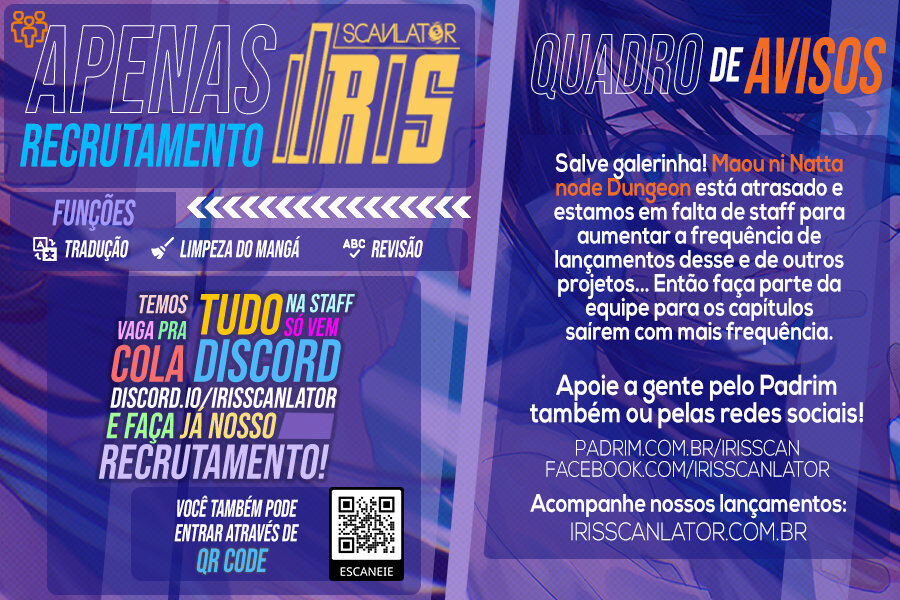 APENAS
RECRUTAMENTO
SCANLATOR
IRIS
FUNÇÕES
TRADUÇÃO
LIMPEZA DO MANGÁ
ABC REVISÃO
TEMOS
VAGA PRA
TUDO
NA STAFF
SÓ VEM
COLA DISCORD
DISCORD.IO/IRISSCANLATOR
E FAÇA JÁ NOSSO
RECRUTAMENTO!
VOCÊ TAMBÉM PODE
ENTRAR ATRAVÉS DE
QR CODE
ESCANEIE
QUADRO DE AVISOS
Salve galerinha! Maou ni Natta
node Dungeon está atrasado e
estamos em falta de staff para
aumentar a frequência de
lançamentos desse e de outros
projetos... Então faça parte da
equipe para os capítulos
saírem com mais frequência.
Apoie a gente pelo Padrim
também ou pelas redes sociais!
PADRIM.COM.BR/IRISSCAN
FACEBOOK.COM/IRISSCANLATOR
Acompanhe nossos lançamentos:
IRISSCANLATOR.COM.BR